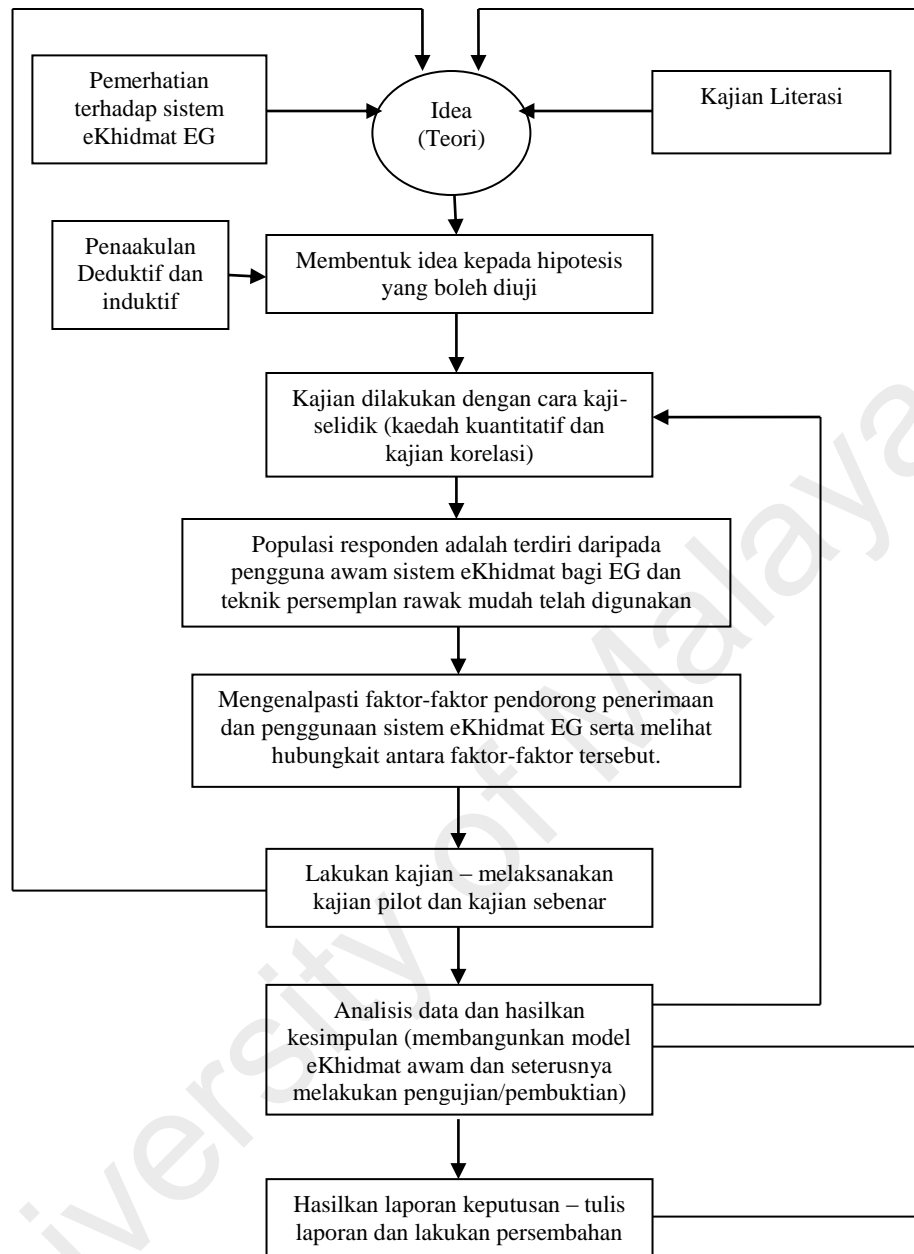 Pemerhatian
terhadap sistem
eKhidmat EG
Idea
(Teori)
Kajian Literasi
Penaakulan
Deduktif dan
induktif
Membentuk idea kepada hipotesis
yang boleh diuji
Kajian dilakukan dengan cara kaji-
selidik (kaedah kuantitatif dan
kajian korelasi)
Populasi responden adalah terdiri daripada
pengguna awam sistem eKhidmat bagi EG dan
teknik persemplan rawak mudah telah digunakan
Mengenalpasti faktor-faktor pendorong penerimaan
dan penggunaan sistem eKhidmat EG serta melihat
hubungkait antara faktor-faktor tersebut.
Lakukan kajian – melaksanakan
kajian pilot dan kajian sebenar
Analisis data dan hasilkan
kesimpulan (membangunkan model
eKhidmat awam dan seterusnya
melakukan pengujian/pembuktian)
Hasilkan laporan keputusan – tulis
laporan dan lakukan persembahan
iversity of Malaya